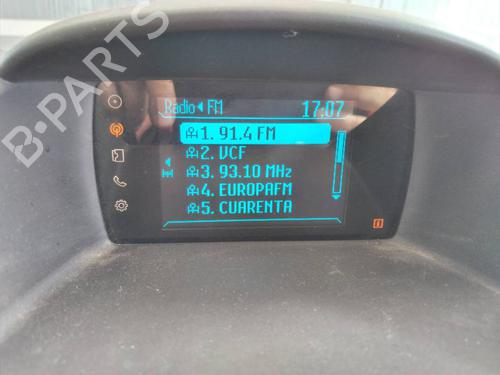 B-PARTS
Radio FM 17:07
1. 91.4 FM
2. VCF
3. 93.10 MHz
4. EUROPAFM
5. CUARENTA